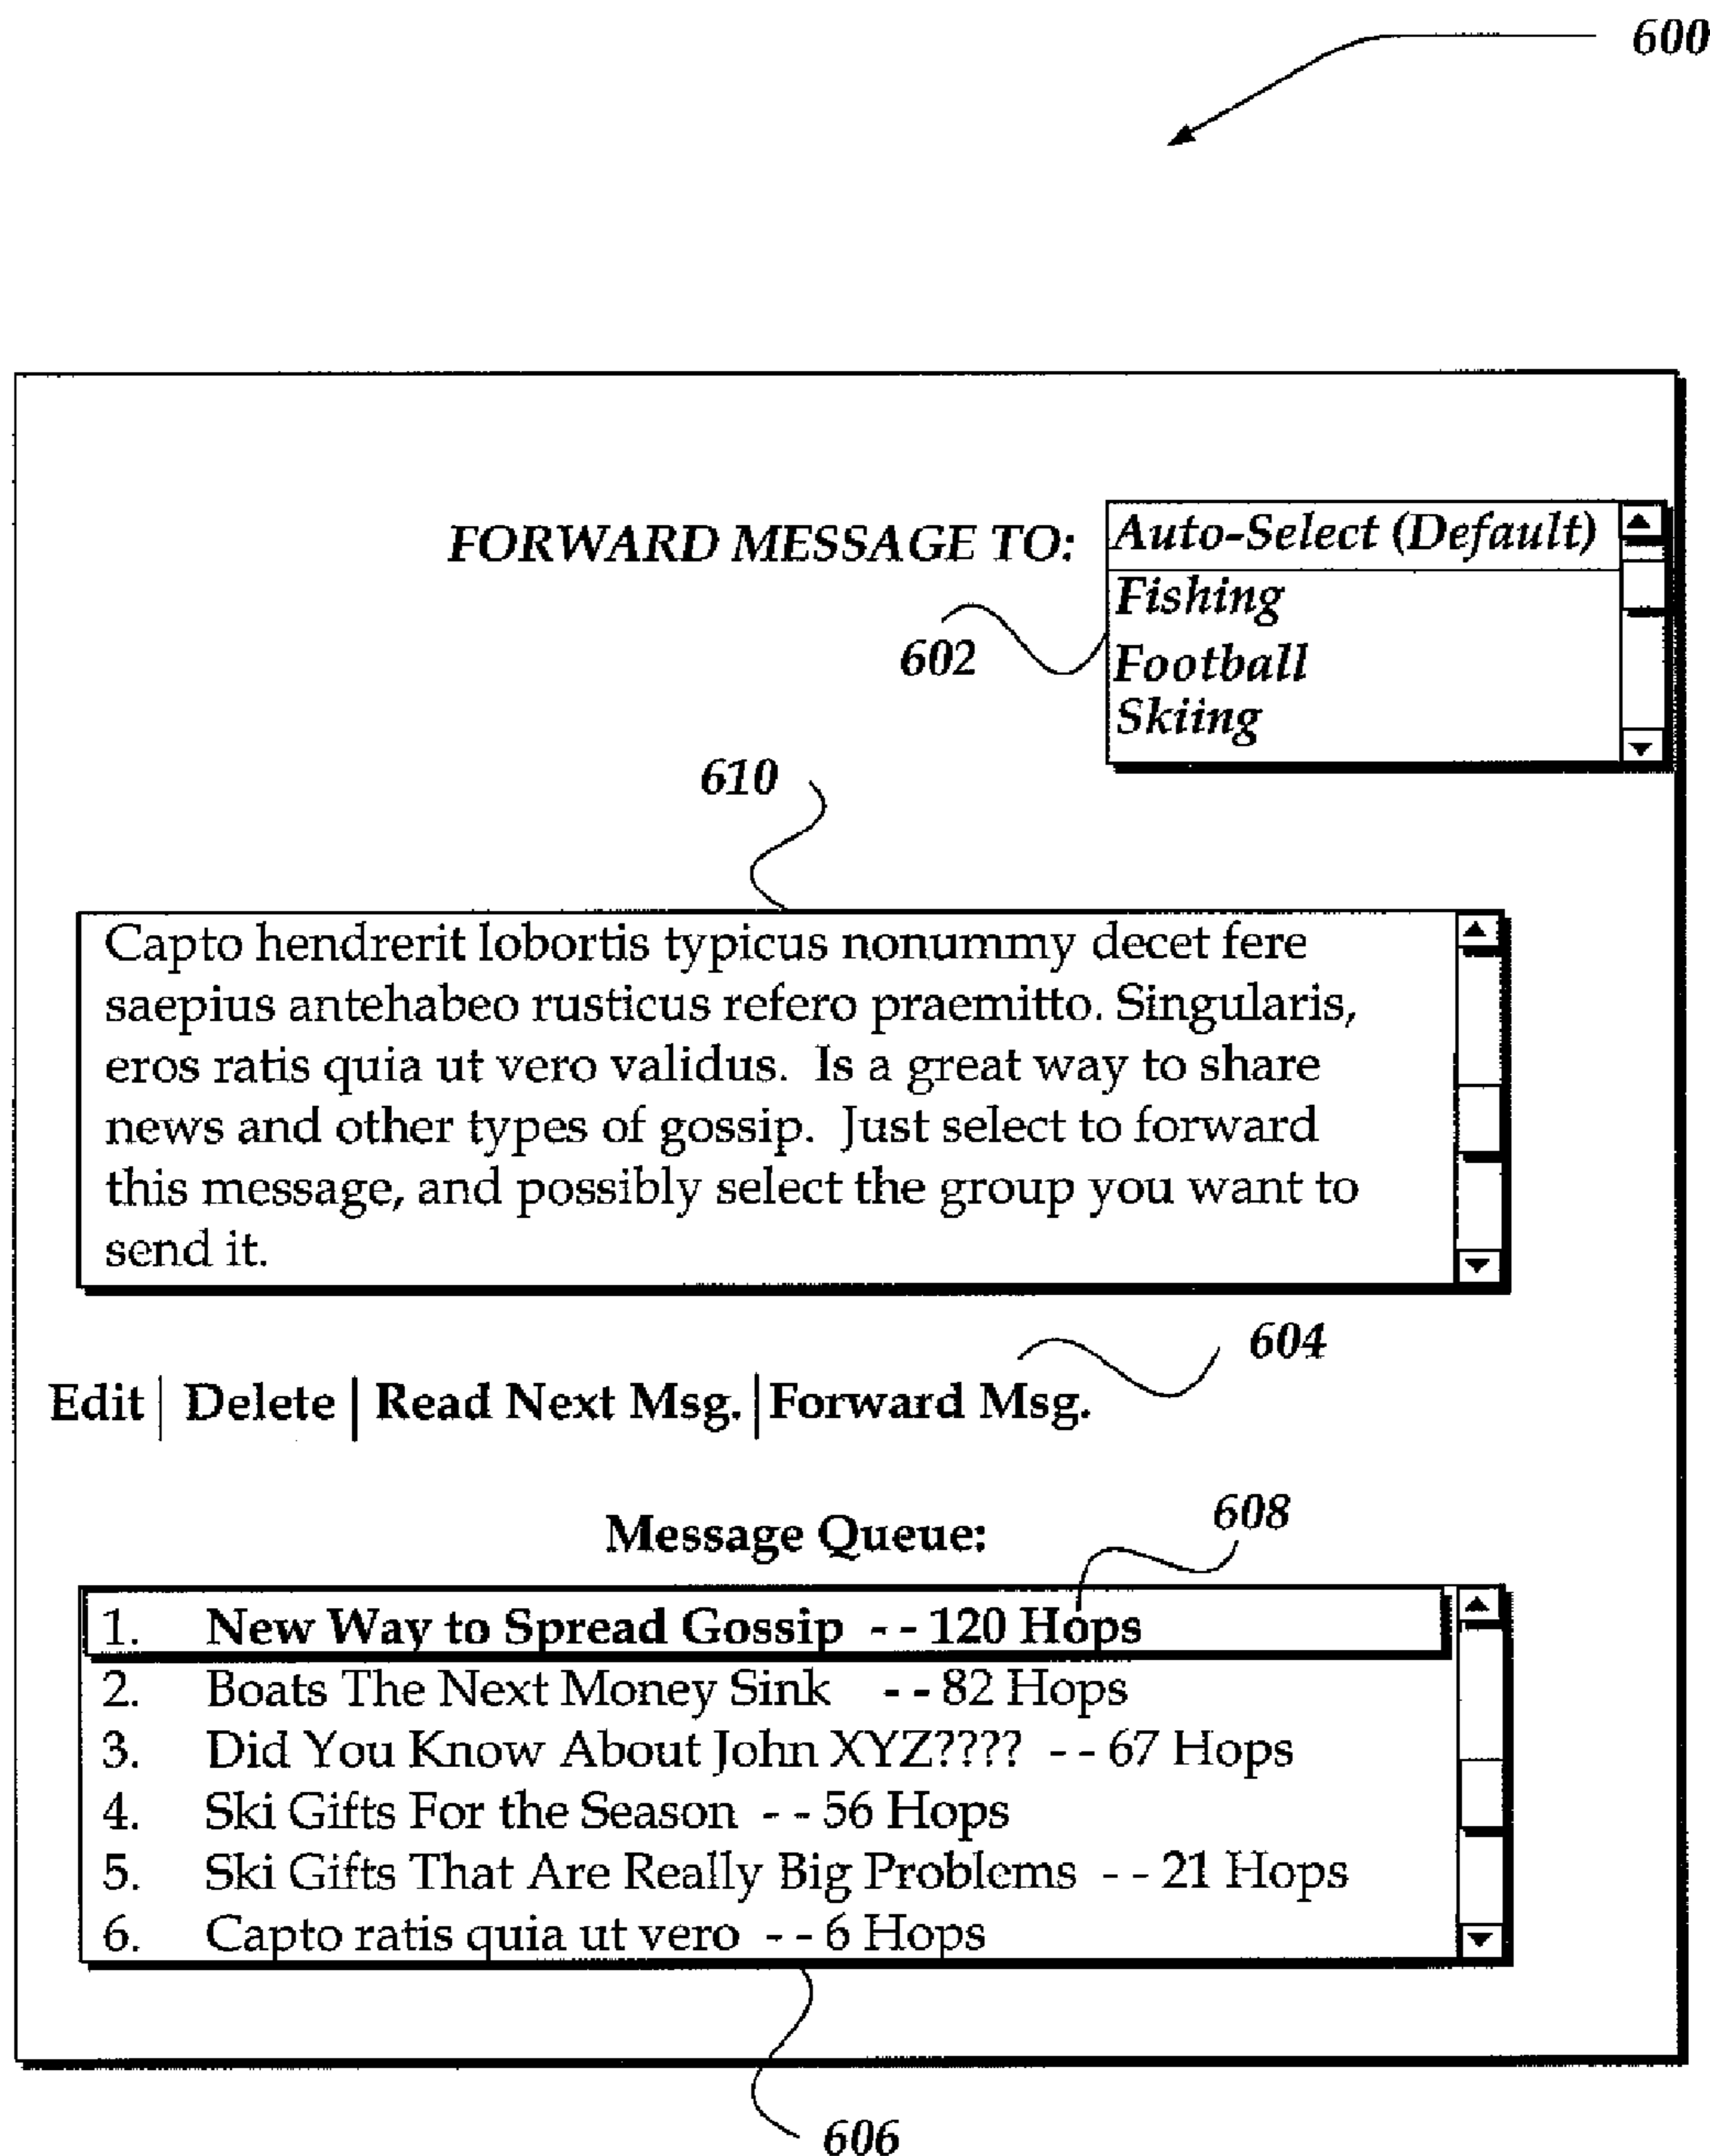 600
FORWARD MESSAGE TO:
Auto-Select (Default)
Fishing
Football
Skiing
602
610
Capto hendrerit lobortis typicus nonummy decet fere
saepius antehabeo rusticus refero praemitto. Singularis,
eros ratis quia ut vero validus. Is a great way to share
news and other types of gossip. Just select to forward
this message, and possibly select the group you want to
send it.
604
Edit | Delete | Read Next Msg. | Forward Msg.
Message Queue:
608
1. New Way to Spread Gossip - - 120 Hops
2. Boats The Next Money Sink - - 82 Hops
3. Did You Know About John XYZ???? - - 67 Hops
4. Ski Gifts For the Season - - 56 Hops
5. Ski Gifts That Are Really Big Problems - - 21 Hops
6. Capto ratis quia ut vero - - 6 Hops
606